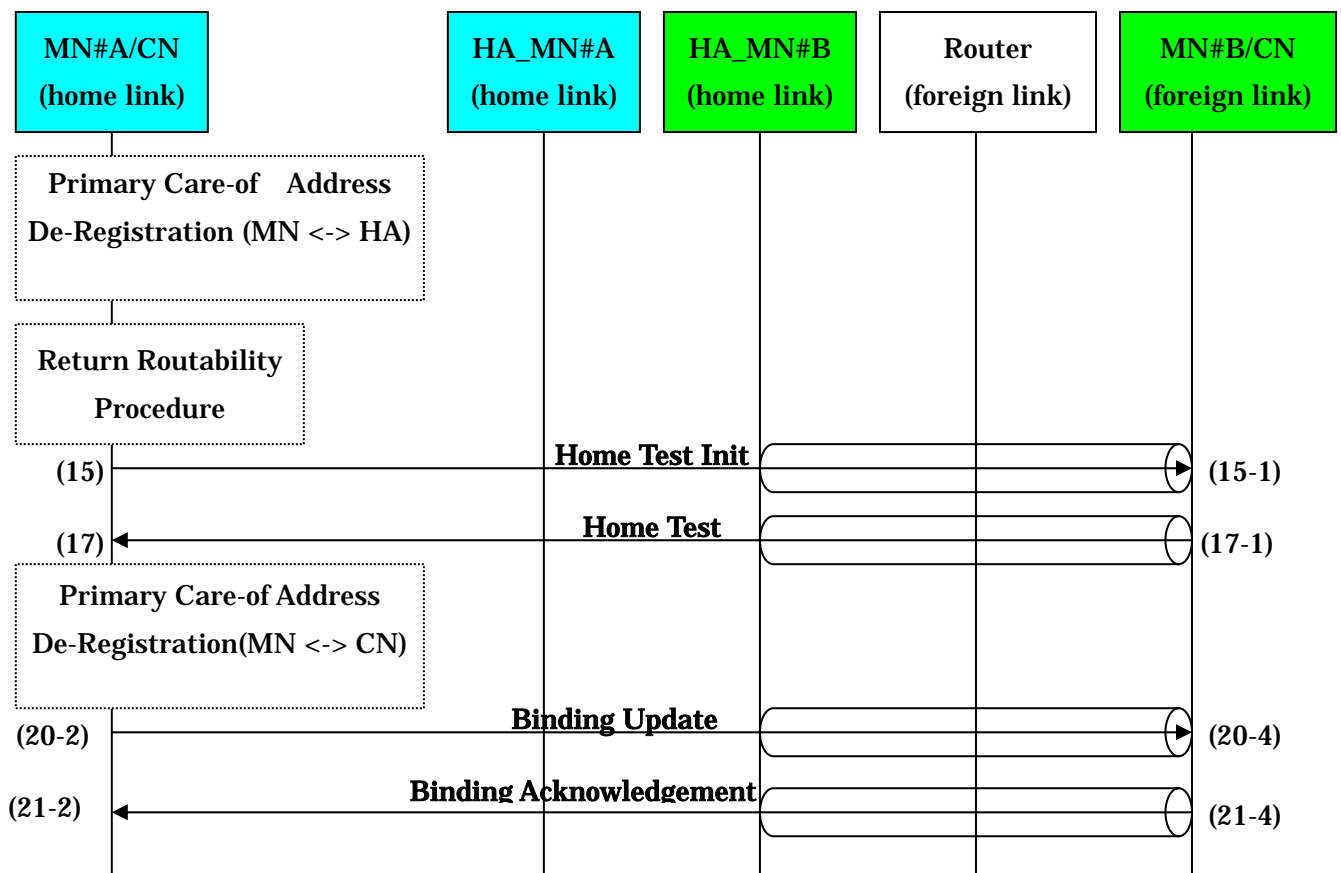 MN#A/CN
(home link)
HA_MN#A
(home link)
HA_MN#B
(home link)
Router
(foreign link)
MN#B/CN
(foreign link)
Primary Care-of Address
De-Registration (MN <-> HA)
Return Routability
Procedure
Home Test Init
(15)
(15-1)
Home Test
(17)
(17-1)
Primary Care-of Address
De-Registration(MN <-> CN)
Binding Update
(20-2)
(20-4)
Binding Acknowledgement
(21-2)
(21-4)